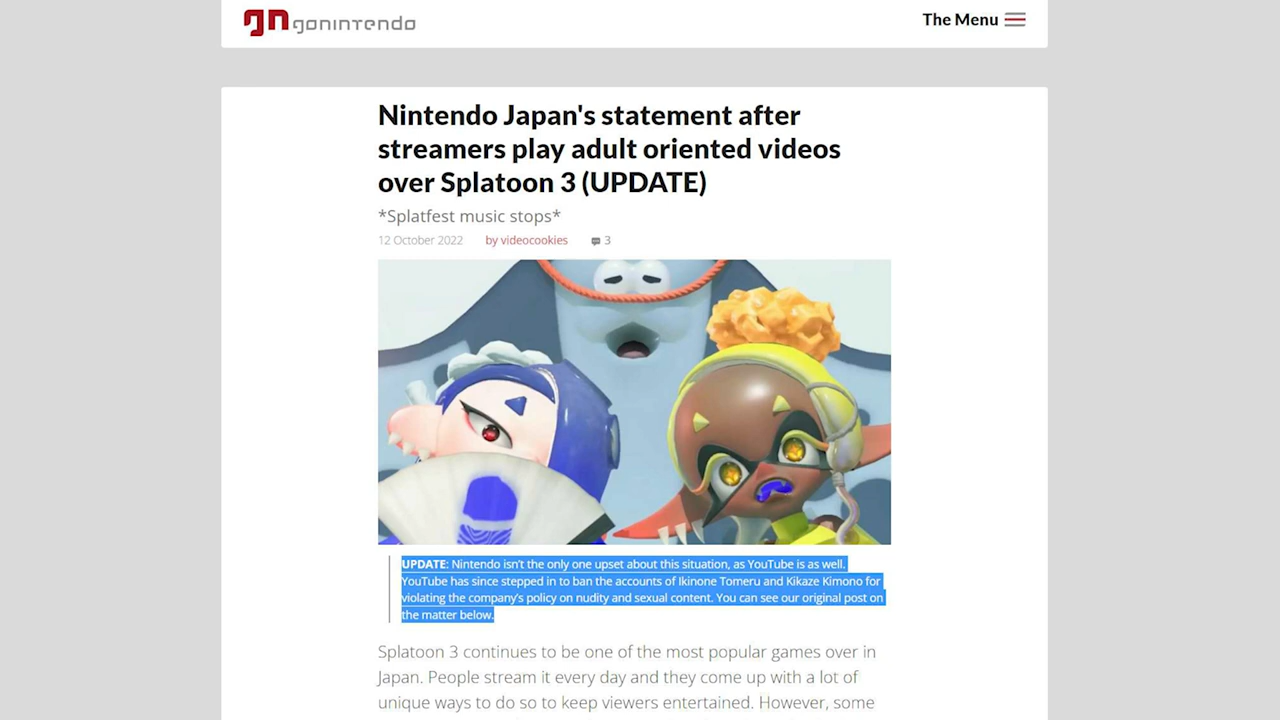 gn gonintendo
The Menu
Nintendo Japan's statement after
streamers play adult oriented videos
over Splatoon 3 (UPDATE)
*Splatfest music stops*
12 October 2022 by videocookies 3
UPDATE: Nintendo isn't the only one upset about this situation, as YouTube is as well.
YouTube has since stepped in to ban the accounts of Ikinone Tomeru and Kikaze Kimono for
violating the company's policy on nudity and sexual content. You can see our original post on
the matter below.
Splatoon 3 continues to be one of the most popular games over in
Japan. People stream it every day and they come up with a lot of
unique ways to do so to keep viewers entertained. However, some